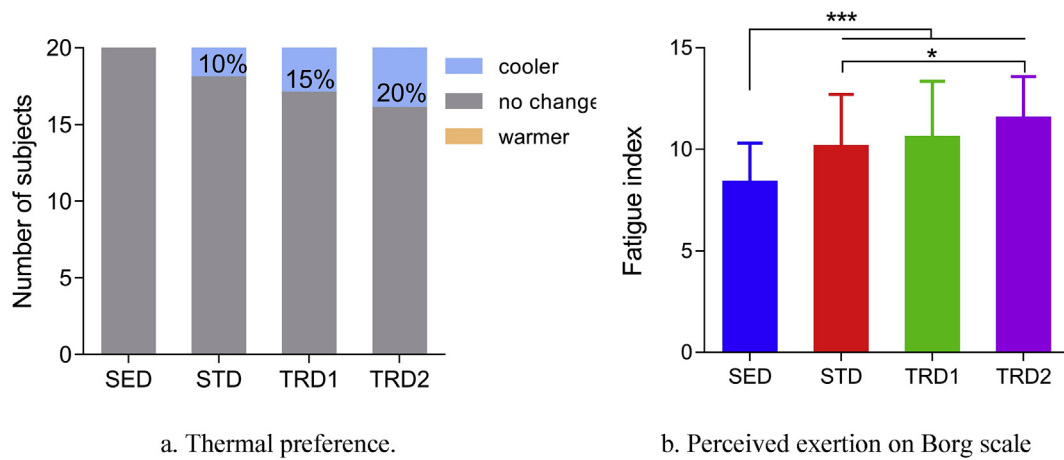 Number of subjects
20
15
10
5
0
10%
15%
20%
SED STD TRD1 TRD2
cooler
no change
warmer
a. Thermal preference.
Fatigue index
15
10
5
0
***
*
SED STD TRD1 TRD2
b. Perceived exertion on Borg scale